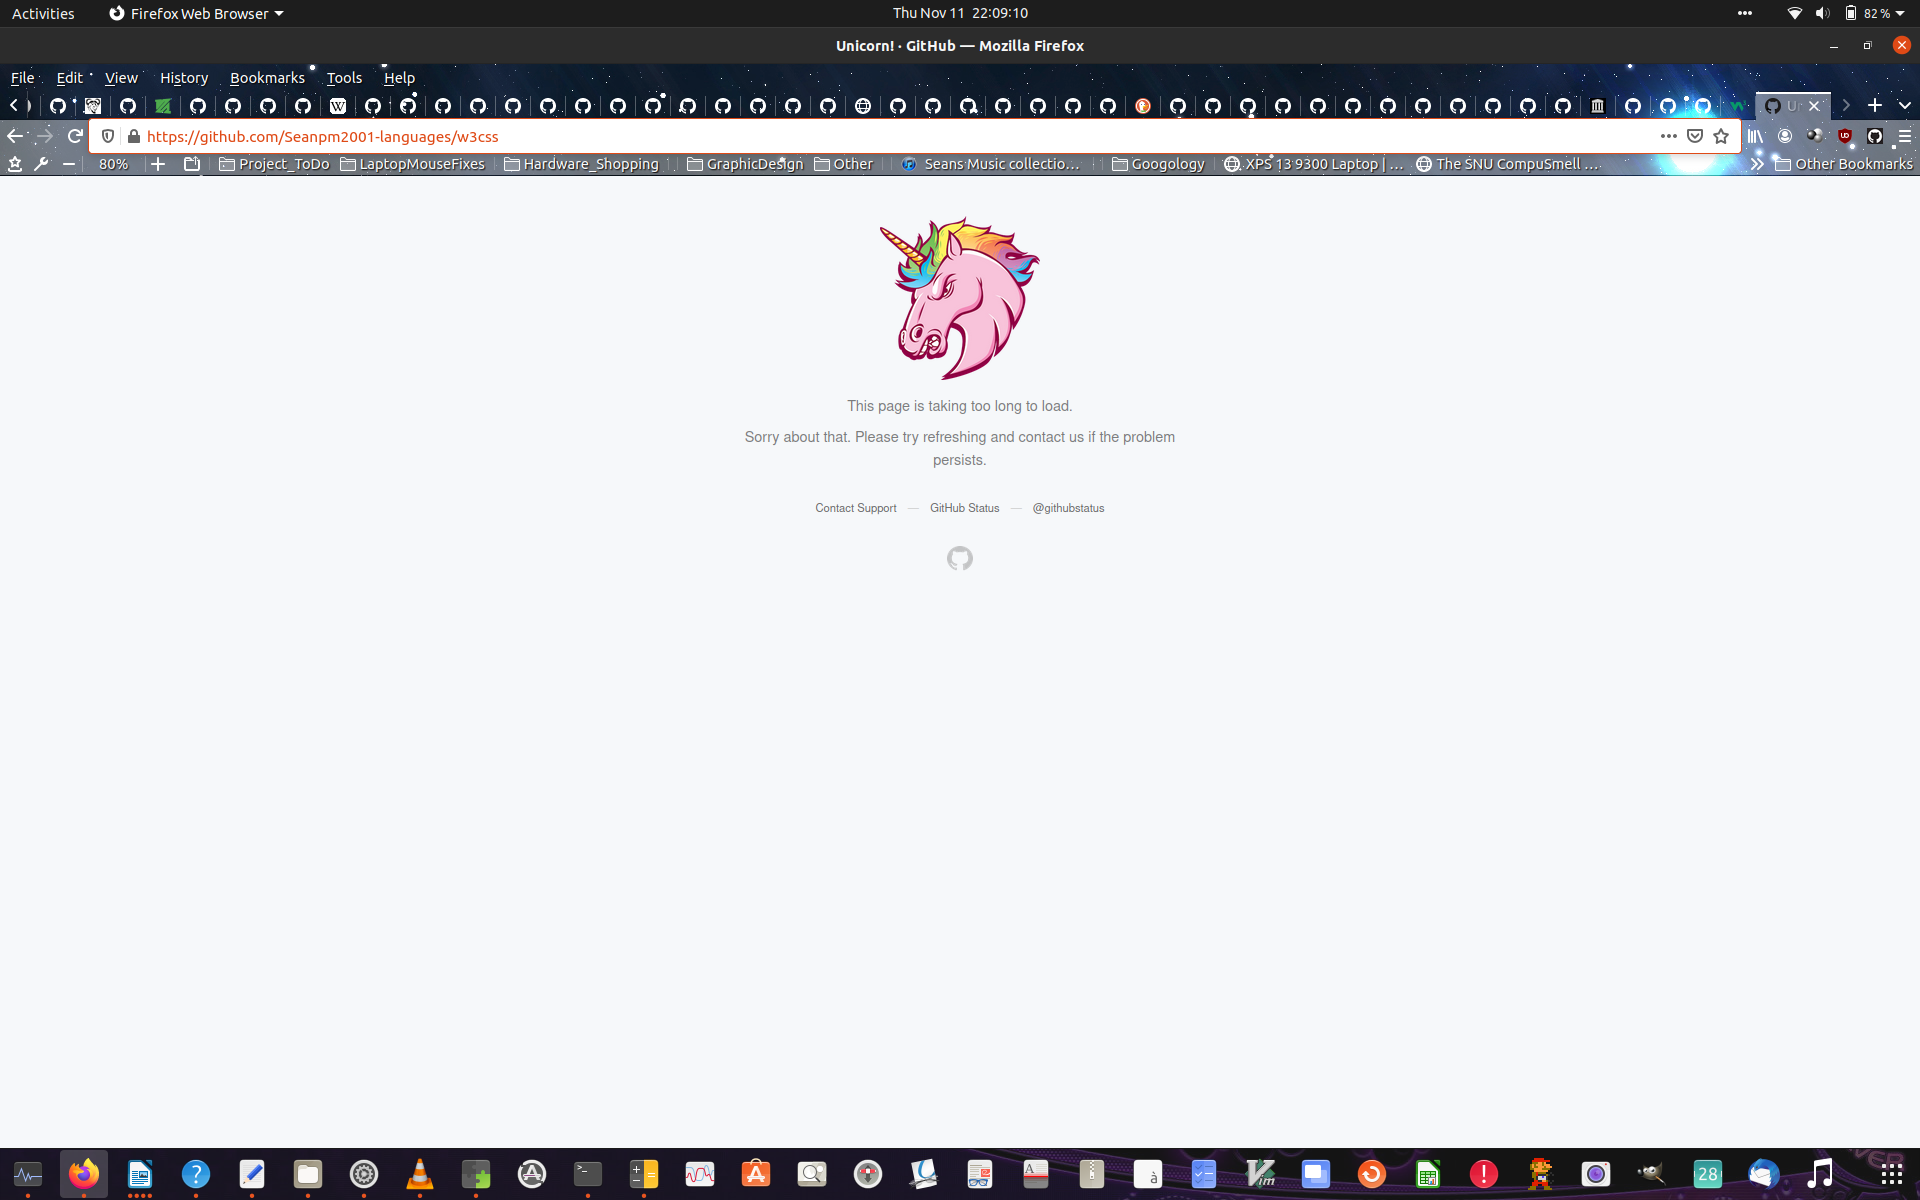 Activities
Firefox Web Browser
Thu Nov 11 22:09:10
82 %
Unicorn! · GitHub — Mozilla Firefox
File Edit View History Bookmarks Tools Help
https://github.com/Seanpm2001-languages/w3css
80%
Project_ToDo
LaptopMouseFixes
Hardware_Shopping
GraphicDesign
Other
Seans Music collectio…
Googology
XPS 13 9300 Laptop | …
The SNU CompuSmell …
Other Bookmarks
This page is taking too long to load.
Sorry about that. Please try refreshing and contact us if the problem
persists.
Contact Support — GitHub Status — @githubstatus
28